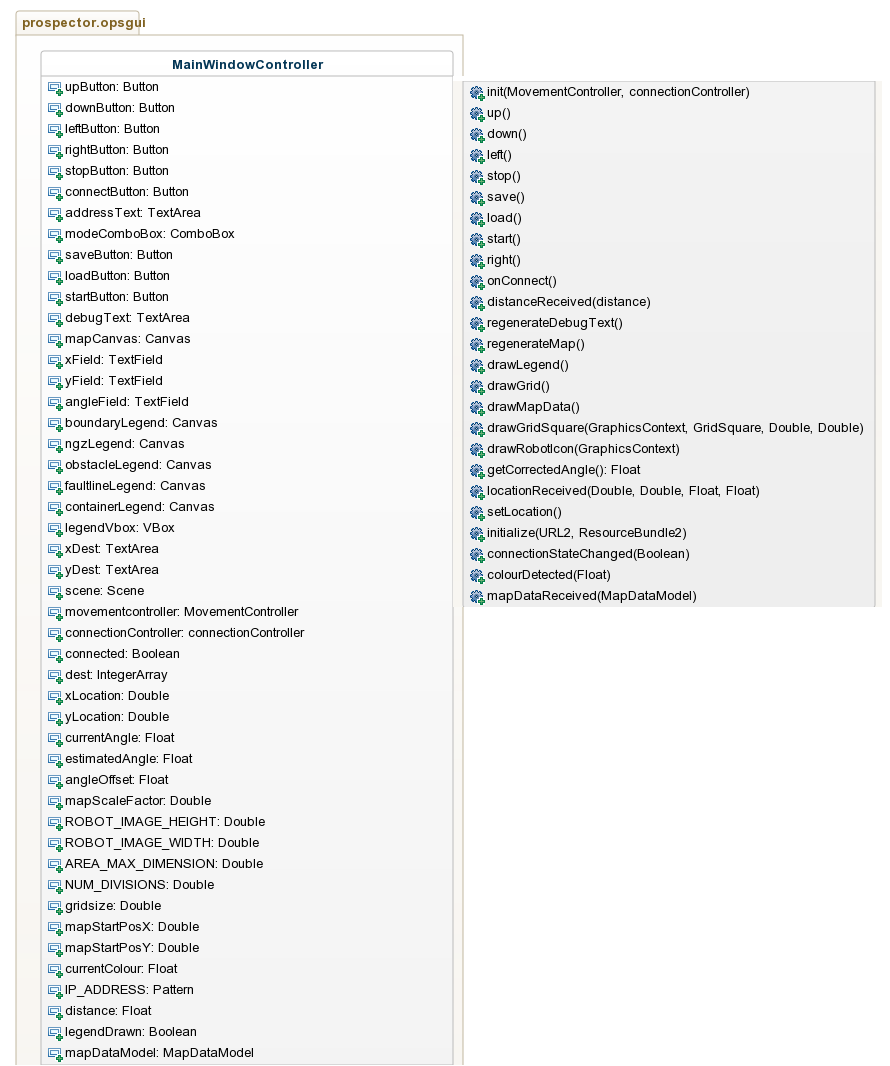 prospector.opsgui
MainWindowController
upButton: Button
downButton: Button
leftButton: Button
rightButton: Button
stopButton: Button
connectButton: Button
addressText: TextArea
modeComboBox: ComboBox
saveButton: Button
loadButton: Button
startButton: Button
debugText: TextArea
mapCanvas: Canvas
xField: TextField
yField: TextField
angleField: TextField
boundaryLegend: Canvas
ngzLegend: Canvas
obstacleLegend: Canvas
faultlineLegend: Canvas
containerLegend: Canvas
legendVbox: VBox
xDest: TextArea
yDest: TextArea
scene: Scene
movementcontroller: MovementController
connectionController: connectionController
connected: Boolean
dest: IntegerArray
xLocation: Double
yLocation: Double
currentAngle: Float
estimatedAngle: Float
angleOffset: Float
mapScaleFactor: Double
ROBOT_IMAGE_HEIGHT: Double
ROBOT_IMAGE_WIDTH: Double
AREA_MAX_DIMENSION: Double
NUM_DIVISIONS: Double
gridsize: Double
mapStartPosX: Double
mapStartPosY: Double
currentColour: Float
IP_ADDRESS: Pattern
distance: Float
legendDrawn: Boolean
mapDataModel: MapDataModel
init(MovementController, connectionController)
up()
down()
left()
stop()
save()
load()
start()
right()
onConnect()
distanceReceived(distance)
regenerateDebugText()
regenerateMap()
drawLegend()
drawGrid()
drawMapData()
drawGridSquare(GraphicsContext, GridSquare, Double, Double)
drawRobotIcon(GraphicsContext)
getCorrectedAngle(): Float
locationReceived(Double, Double, Float, Float)
setLocation()
initialize(URL2, ResourceBundle2)
connectionStateChanged(Boolean)
colourDetected(Float)
mapDataReceived(MapDataModel)